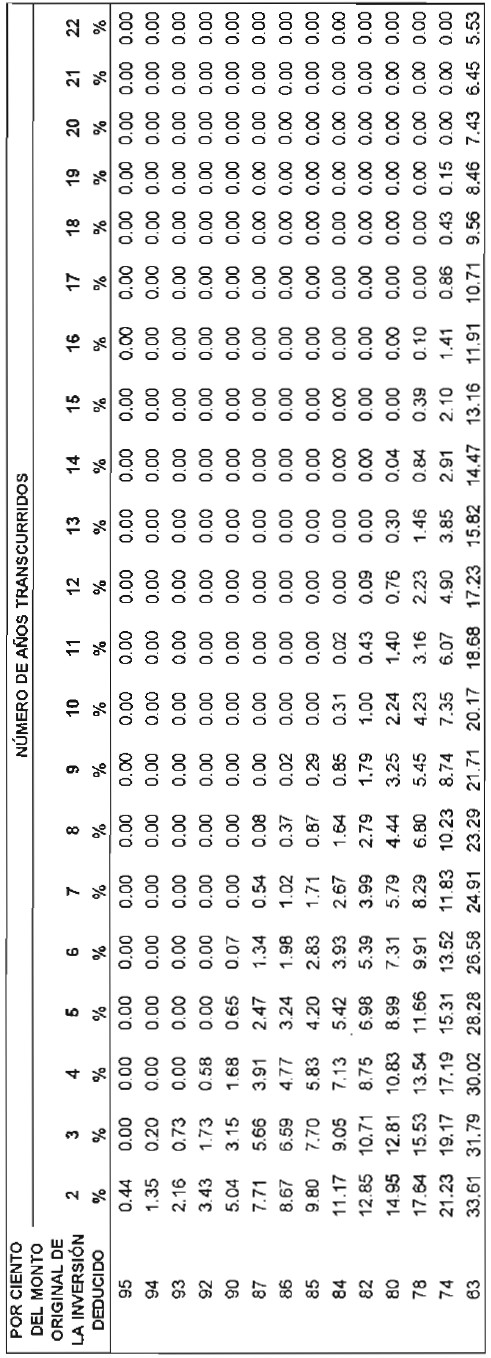 POR CIENTO DEL MONTO ORIGINAL DE LA INVERSIÓN DEDUCIDO NÚMERO DE AÑOS TRANSCURRIDOS
2 3 4 5 6 7 8 9 10 11 12 13 14 15 16 17 18 19 20 21 22
% % % % % % % % % % % % % % % % % % % % %
95 0.44 0.00 0.00 0.00 0.00 0.00 0.00 0.00 0.00 0.00 0.00 0.00 0.00 0.00 0.00 0.00 0.00 0.00 0.00 0.00 0.00
94 1.35 0.20 0.00 0.00 0.00 0.00 0.00 0.00 0.00 0.00 0.00 0.00 0.00 0.00 0.00 0.00 0.00 0.00 0.00 0.00 0.00
93 2.16 0.73 0.00 0.00 0.00 0.00 0.00 0.00 0.00 0.00 0.00 0.00 0.00 0.00 0.00 0.00 0.00 0.00 0.00 0.00 0.00
92 3.43 1.73 0.58 0.00 0.00 0.00 0.00 0.00 0.00 0.00 0.00 0.00 0.00 0.00 0.00 0.00 0.00 0.00 0.00 0.00 0.00
90 5.04 3.15 1.68 0.65 0.07 0.00 0.00 0.00 0.00 0.00 0.00 0.00 0.00 0.00 0.00 0.00 0.00 0.00 0.00 0.00 0.00
87 7.71 5.66 3.91 2.47 1.34 0.54 0.08 0.00 0.00 0.00 0.00 0.00 0.00 0.00 0.00 0.00 0.00 0.00 0.00 0.00 0.00
86 8.67 6.59 4.77 3.24 1.98 1.02 0.37 0.02 0.00 0.00 0.00 0.00 0.00 0.00 0.00 0.00 0.00 0.00 0.00 0.00 0.00
85 9.80 7.70 5.83 4.20 2.83 1.71 0.87 0.29 0.00 0.00 0.00 0.00 0.00 0.00 0.00 0.00 0.00 0.00 0.00 0.00 0.00
84 11.17 9.05 7.13 5.42 3.93 2.67 1.64 0.85 0.31 0.02 0.00 0.00 0.00 0.00 0.00 0.00 0.00 0.00 0.00 0.00 0.00
82 12.85 10.71 8.75 6.98 5.39 3.99 2.79 1.79 1.00 0.43 0.09 0.00 0.00 0.00 0.00 0.00 0.00 0.00 0.00 0.00 0.00
80 14.95 12.81 10.83 8.99 7.31 5.79 4.44 3.25 2.24 1.40 0.76 0.30 0.04 0.00 0.00 0.00 0.00 0.00 0.00 0.00 0.00
78 17.64 15.53 13.54 11.66 9.91 8.29 6.80 5.45 4.23 3.16 2.23 1.46 0.84 0.39 0.10 0.00 0.00 0.00 0.00 0.00 0.00
74 21.23 19.17 17.19 15.31 13.52 11.83 10.23 8.74 7.35 6.07 4.90 3.85 2.91 2.10 1.41 0.86 0.43 0.15 0.00 0.00 0.00
63 33.61 31.79 30.02 28.28 26.58 24.91 23.29 21.71 20.17 18.68 17.23 15.82 14.47 13.16 11.91 10.71 9.56 8.46 7.43 6.45 5.53